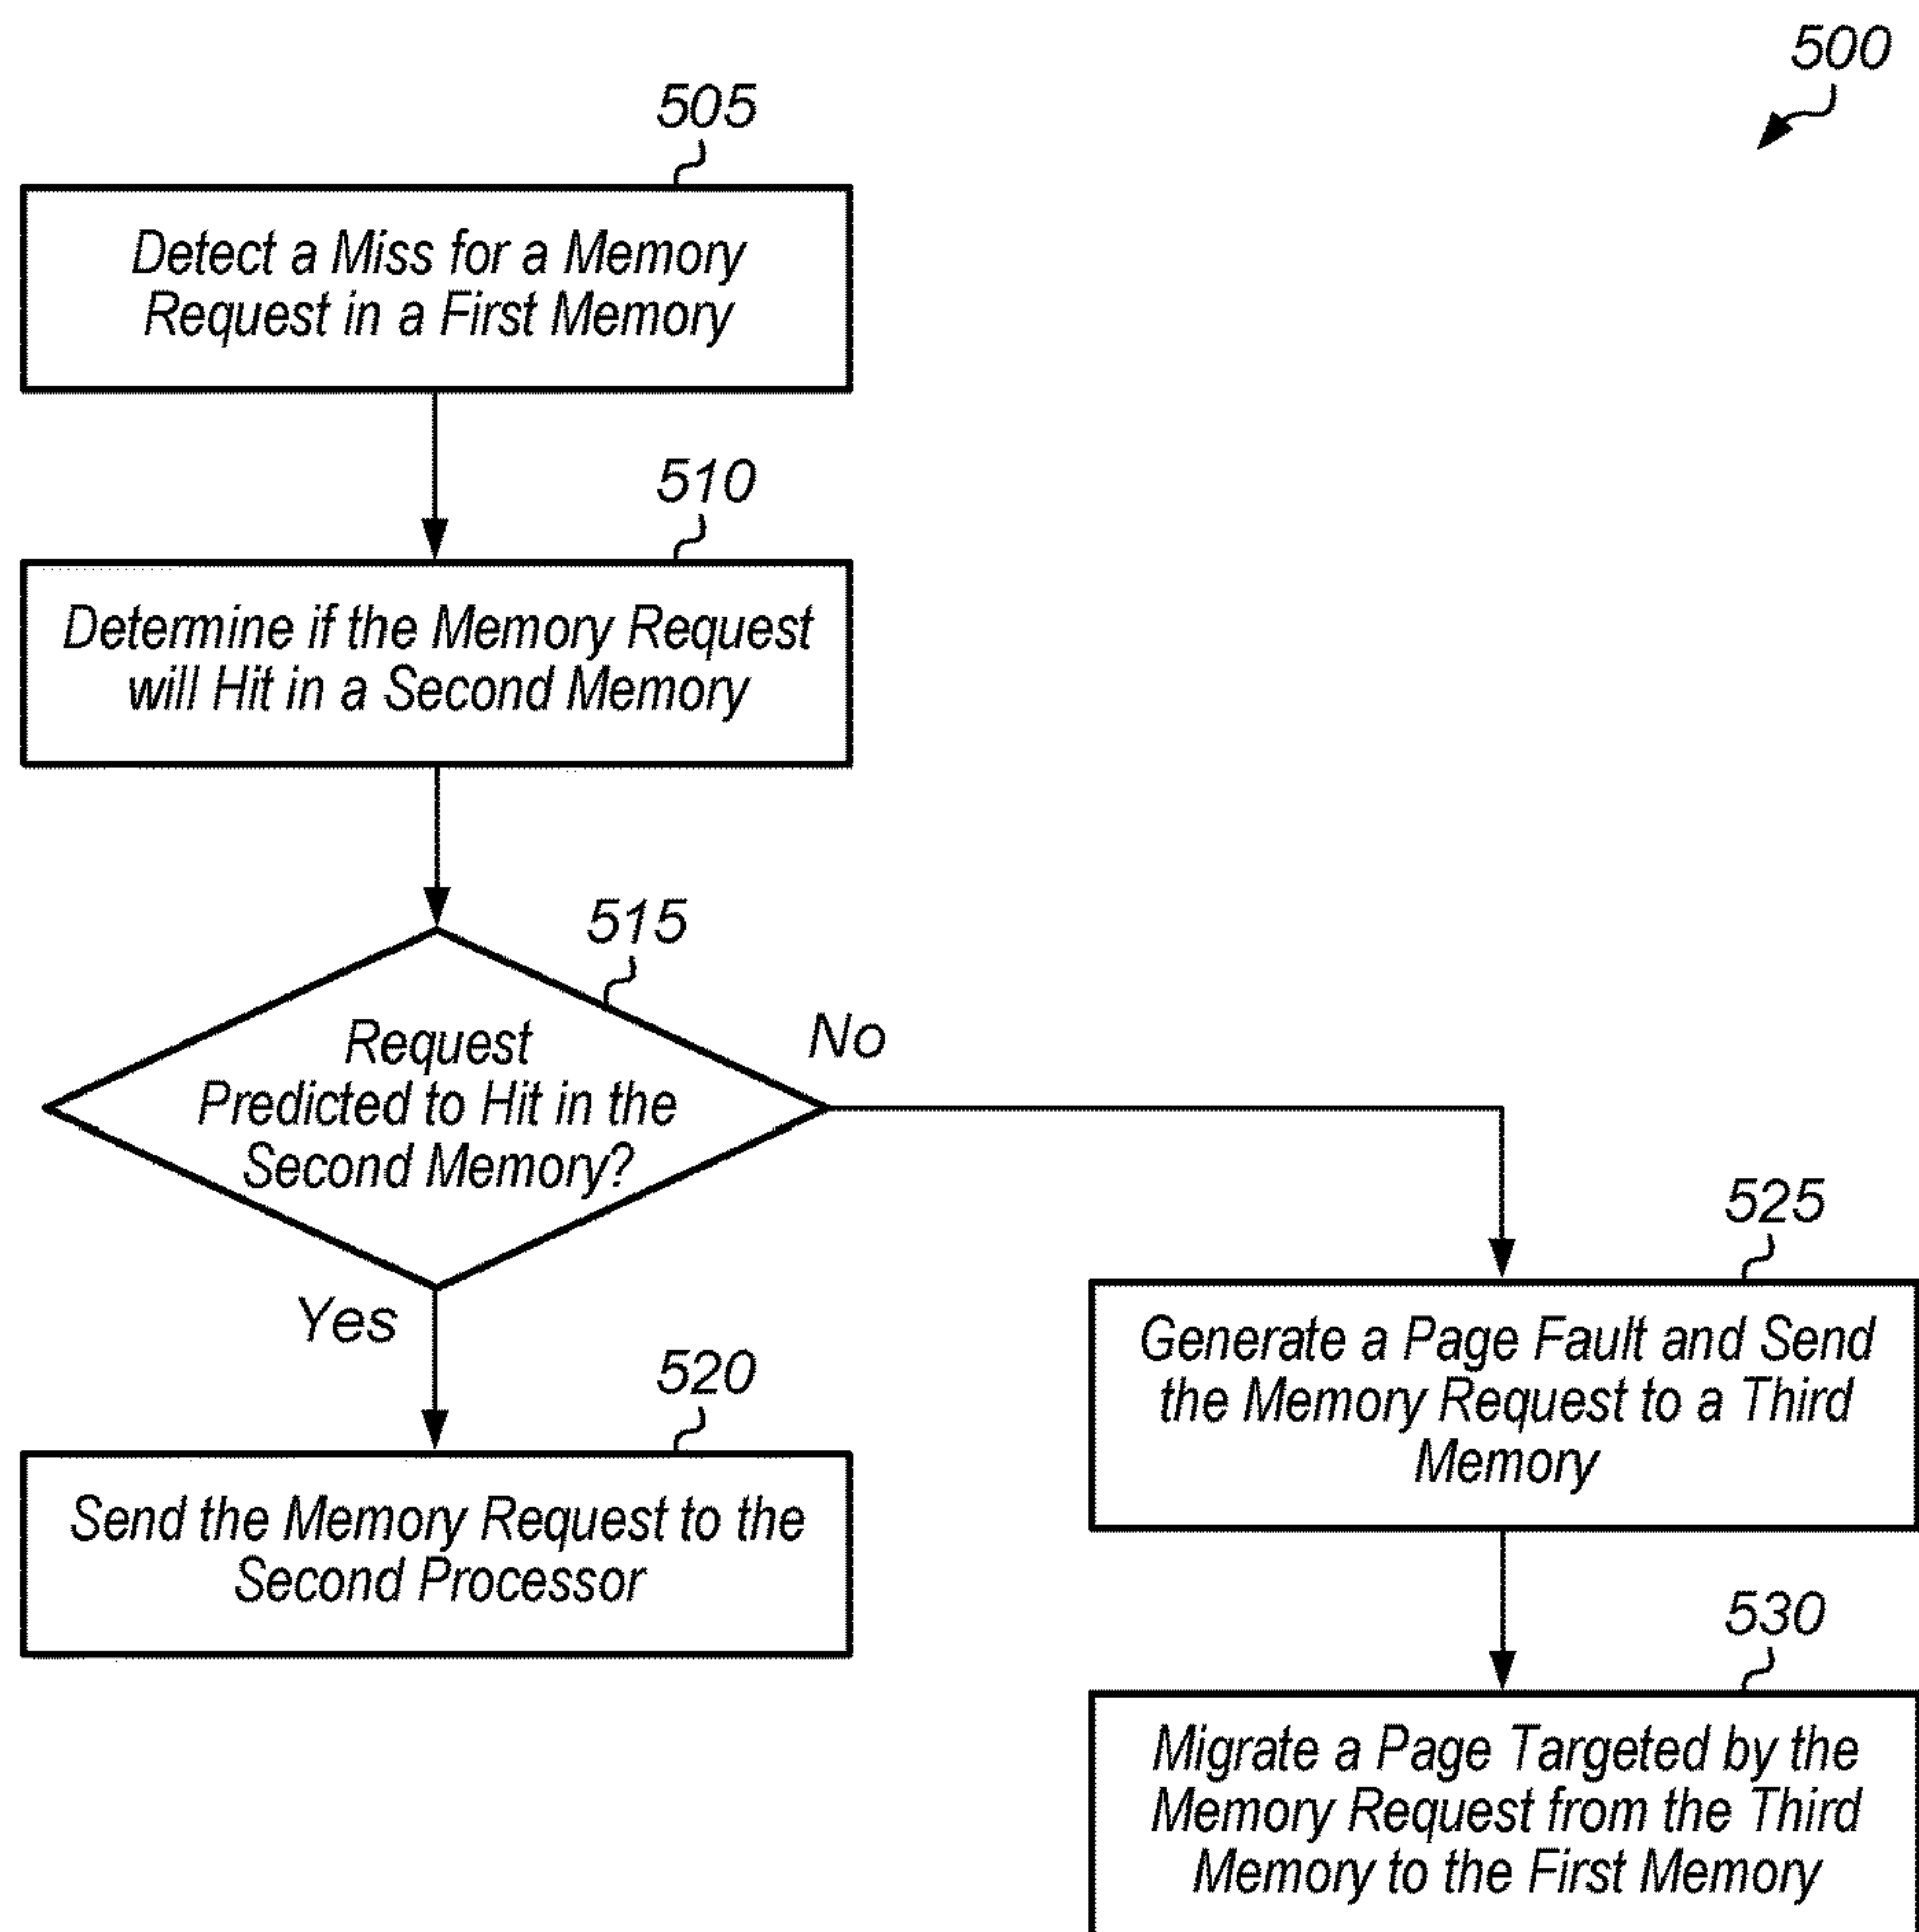 500
505
Detect a Miss for a Memory
Request in a First Memory
510
Determine if the Memory Request
will Hit in a Second Memory
515
Request
Predicted to Hit in the
Second Memory?
No
Yes
520
Send the Memory Request to the
Second Processor
525
Generate a Page Fault and Send
the Memory Request to a Third
Memory
530
Migrate a Page Targeted by the
Memory Request from the Third
Memory to the First Memory